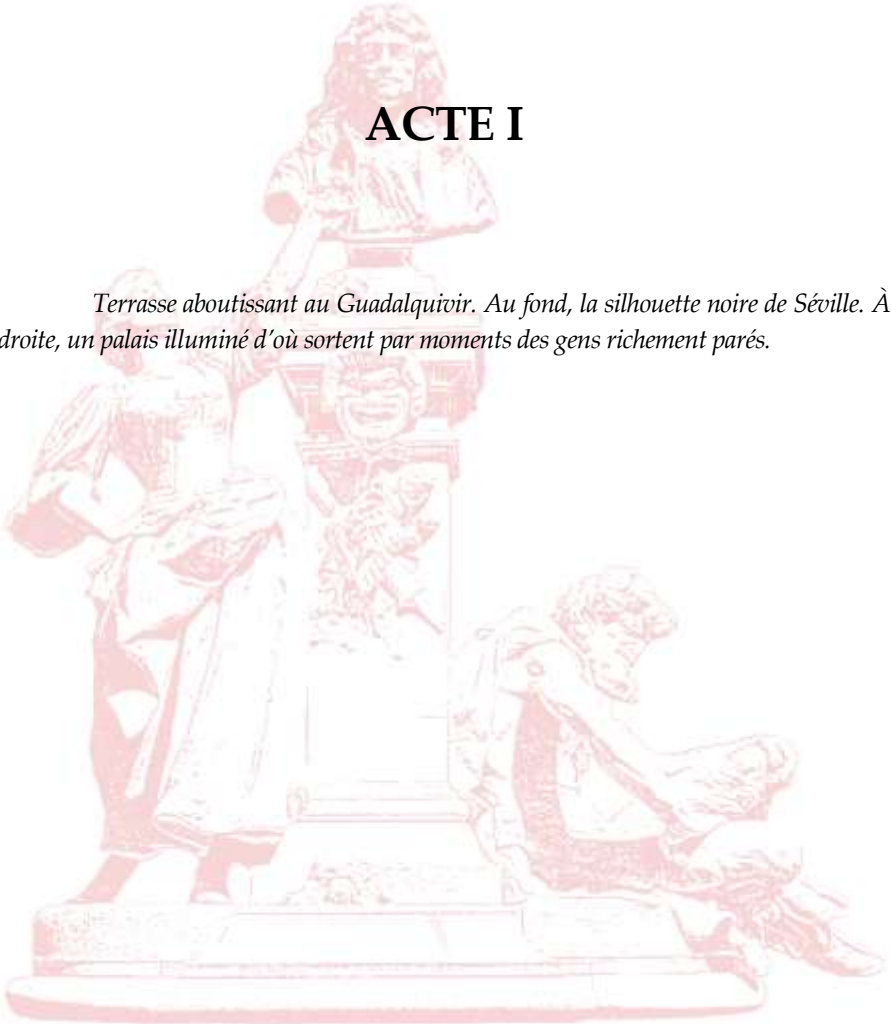 ACTE I
Terrasse aboutissant au Guadalquivir. Au fond, la silhouette noire de Séville. À
droite, un palais illuminé d’où sortent par moments des gens richement parés.